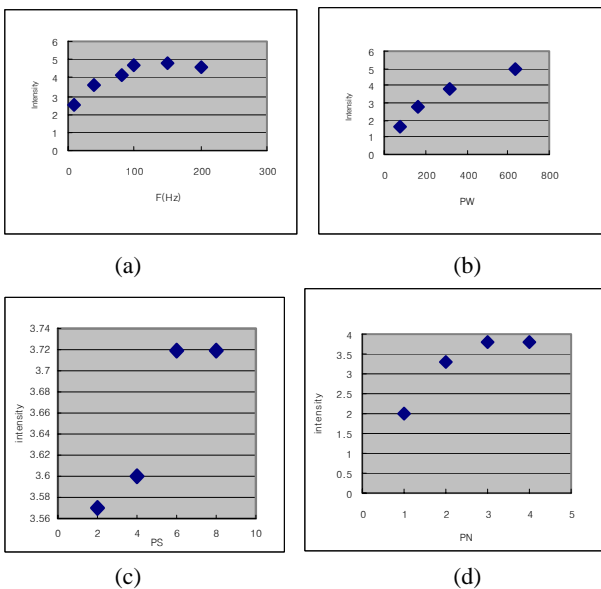 6
5
4
3
2
1
0
Intensity
0 100 200 300
F(Hz)
(a)
6
5
4
3
2
1
0
Intensity
0 200 400 600 800
PW
(b)
3.74
3.72
3.7
3.68
3.66
3.64
3.62
3.6
3.58
3.56
intensity
0 2 4 6 8 10
PS
(c)
4
3.5
3
2.5
2
1.5
1
0.5
0
intensity
0 1 2 3 4 5
PN
(d)